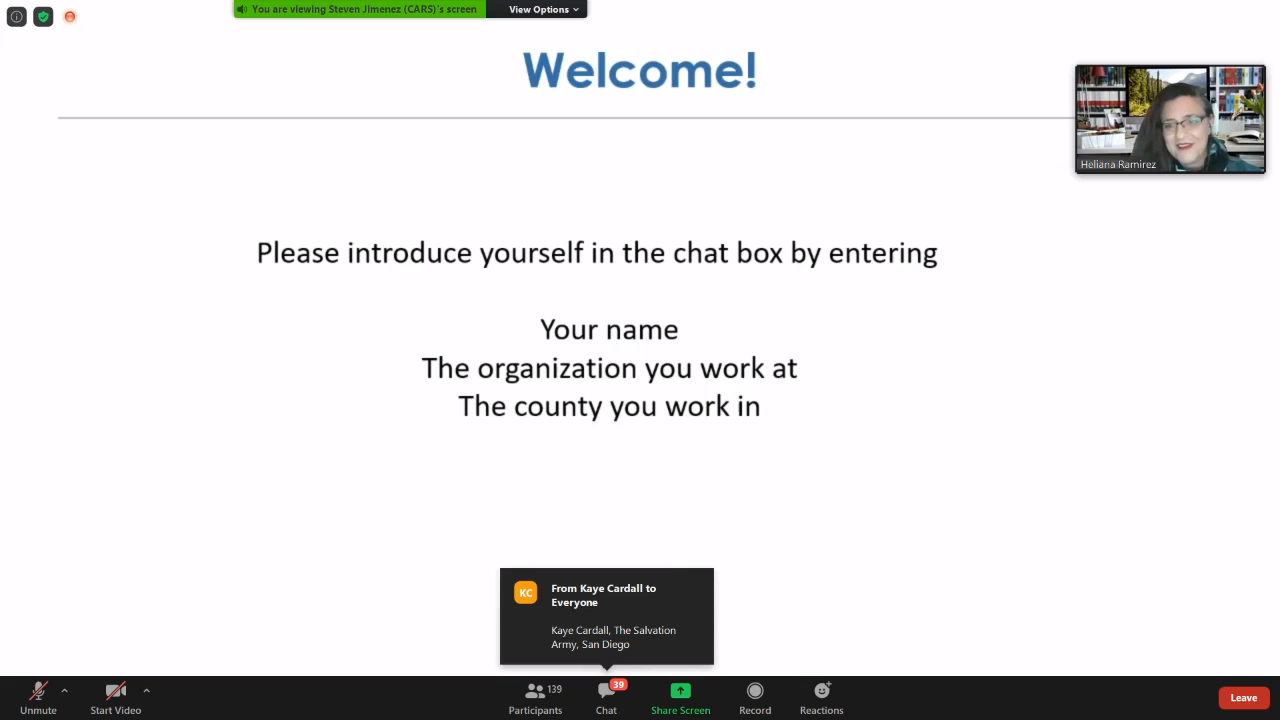 You are viewing Steven Jimenez (CARS)'s screen
View Options
Welcome!
Heliana Ramirez
Please introduce yourself in the chat box by entering
Your name
The organization you work at
The county you work in
KC
From Kaye Cardall to
Everyone
Kaye Cardall, The Salvation
Army, San Diego
139
39
Unmute
Start Video
Participants
Chat
Share Screen
Record
Reactions
Leave